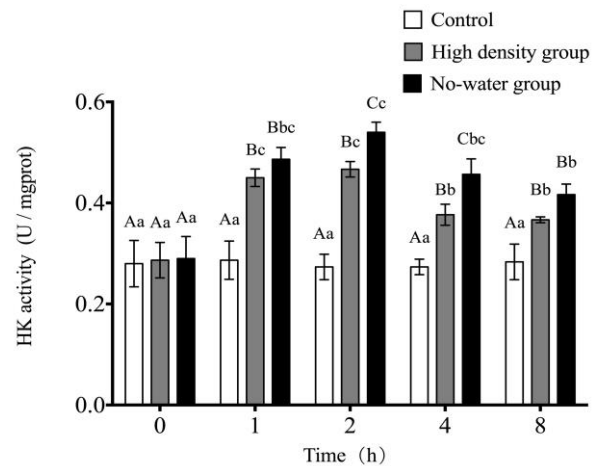 Control
High density group
No-water group
HK activity (U / mgprot)
0.6
0.4
0.2
0.0
Aa Aa Aa
Aa Bc Bbc
Aa Bc Cc
Aa Bb Cbc
Aa Bb Bb
0 1 2 4 8
Time (h)